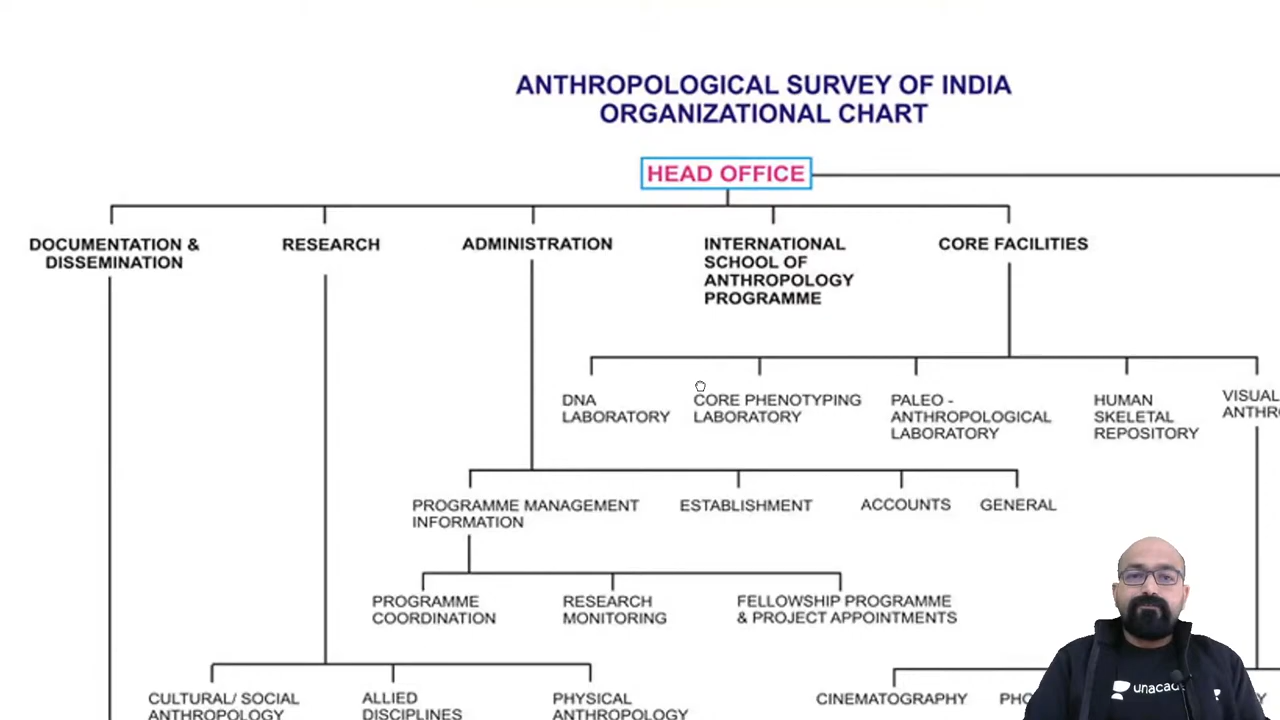 ANTHROPOLOGICAL SURVEY OF INDIA
ORGANIZATIONAL CHART
HEAD OFFICE
DOCUMENTATION &
DISSEMINATION
RESEARCH
ADMINISTRATION
INTERNATIONAL
SCHOOL OF
ANTHROPOLOGY
PROGRAMME
CORE FACILITIES
DNA
LABORATORY
CORE PHENOTYPING
LABORATORY
PALEO -
ANTHROPOLOGICAL
LABORATORY
HUMAN
SKELETAL
REPOSITORY
VISUAL
PROGRAMME MANAGEMENT
INFORMATION
ESTABLISHMENT
ACCOUNTS
GENERAL
PROGRAMME
COORDINATION
RESEARCH
MONITORING
FELLOWSHIP PROGRAMME
& PROJECT APPOINTMENTS
CULTURAL/ SOCIAL
ANTHROPOLOGY
ALLIED
DISCIPLINES
PHYSICAL
ANTHROPOLOGY
CINEMATOGRAPHY